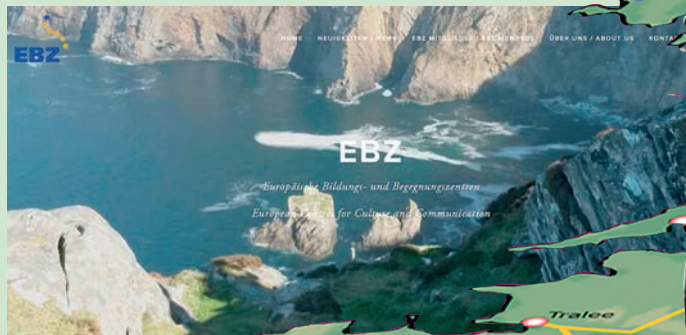 EBZ
HOME NEUIGKEITEN / NEWS EBZ MITGLIEDER / EBZ MEMBERS ÜBER UNS / ABOUT US
EBZ
Europäische Bildungs- und Begegnungszentren
European Centres for Culture and Communication
Tralee